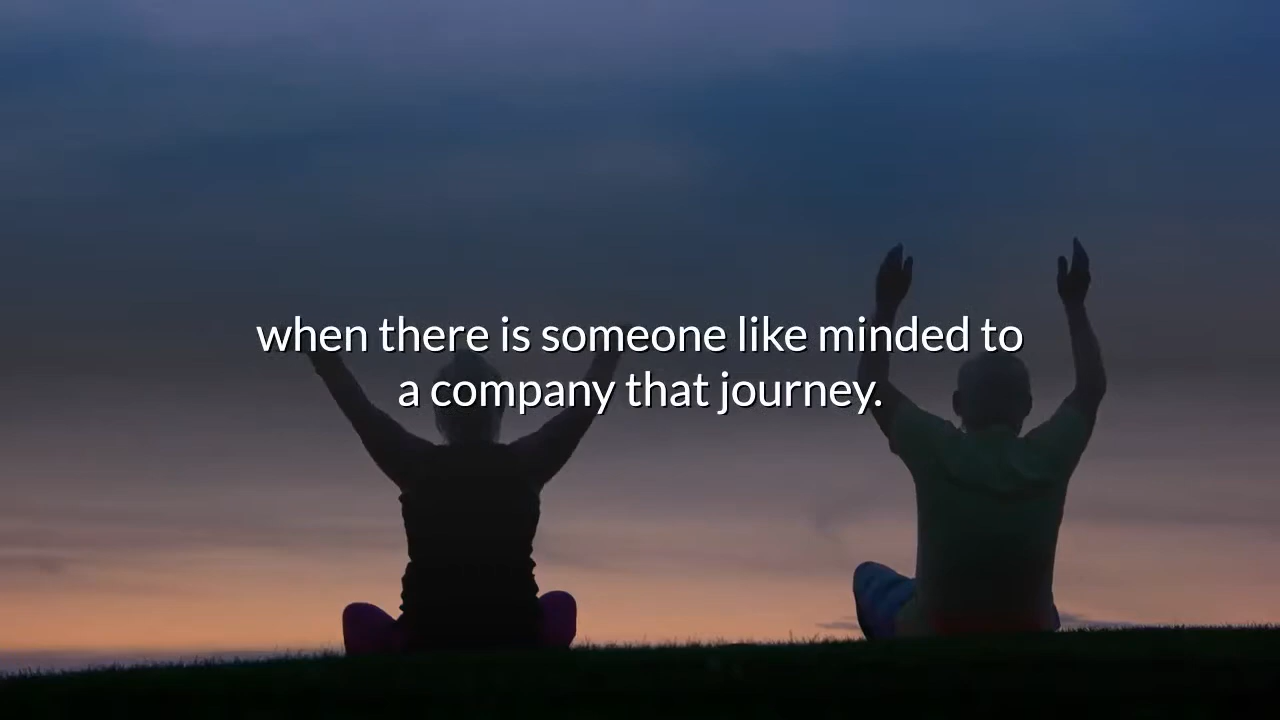 when there is someone like minded to
a company that journey.